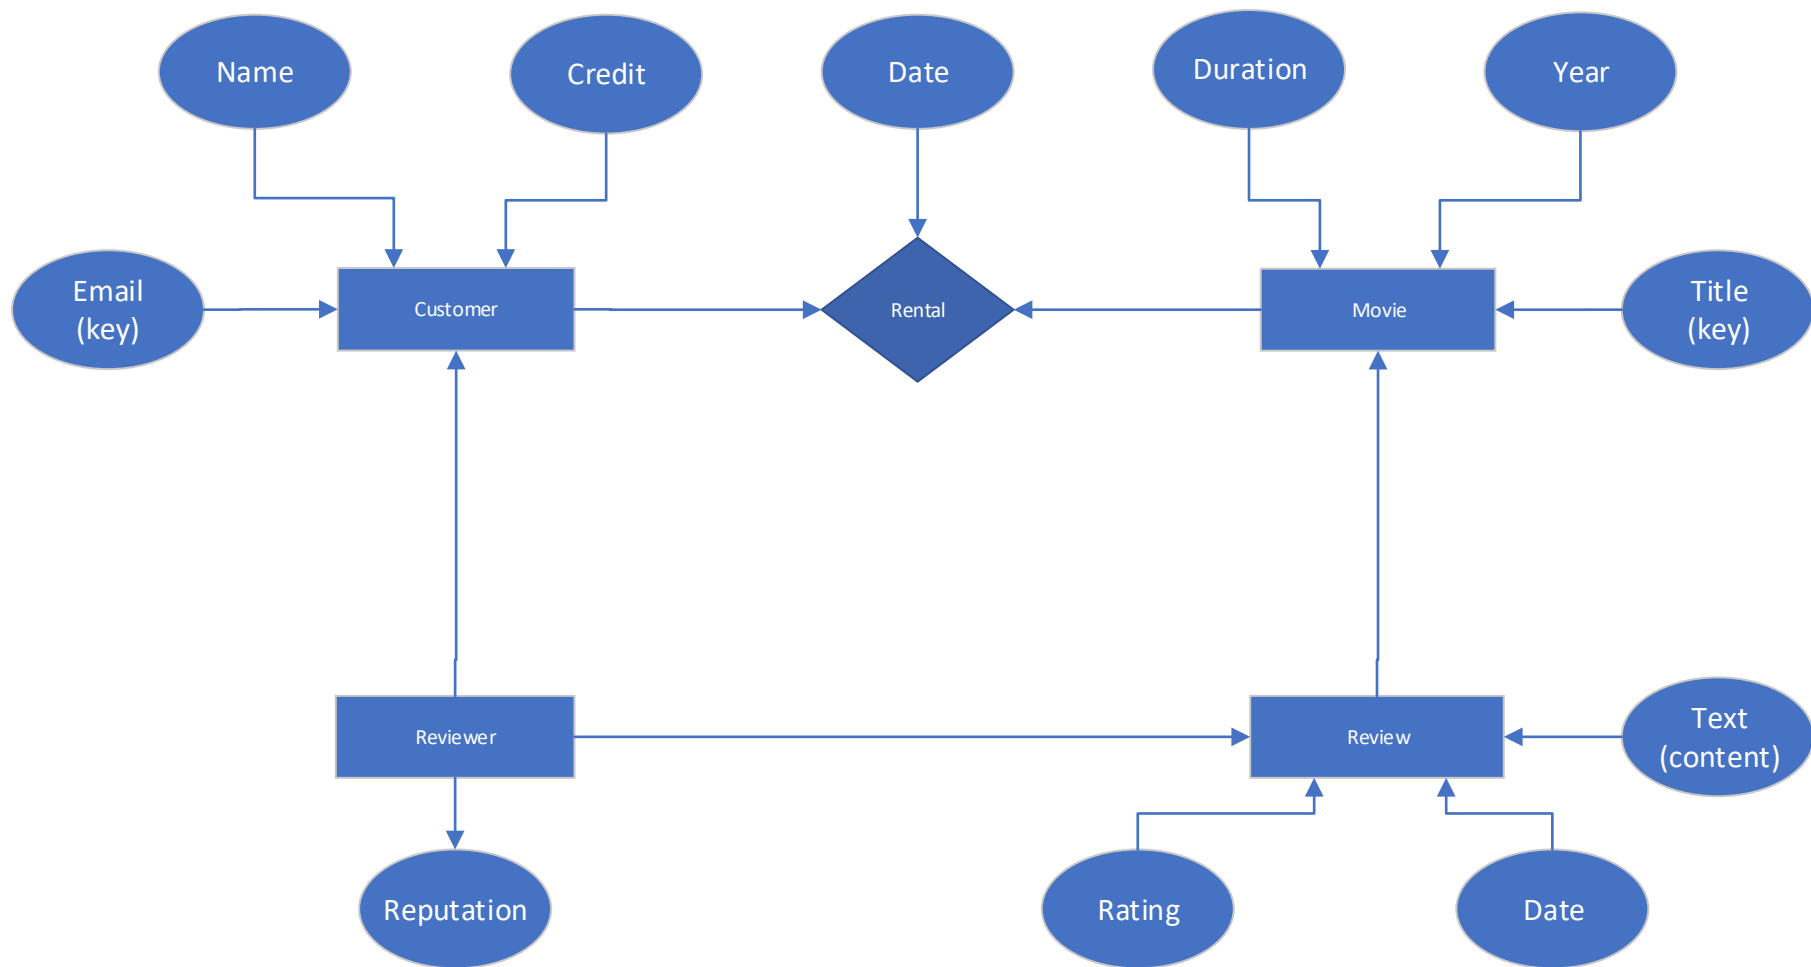 Name
Credit
Date
Duration
Year
Email
(key)
Customer
Rental
Movie
Title
(key)
Reviewer
Review
Text
(content)
Reputation
Rating
Date